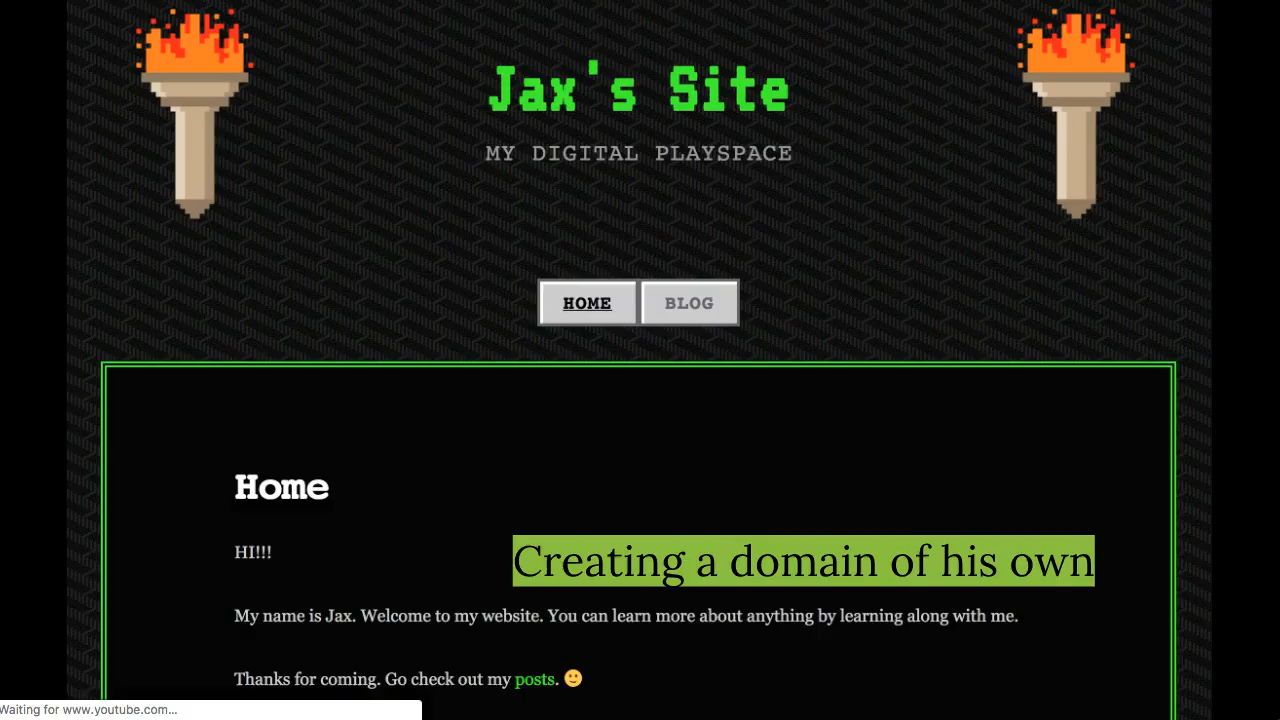 Jax's Site
MY DIGITAL PLAYSPACE
HOME BLOG
Home
HI!!!
Creating a domain of his own
My name is Jax. Welcome to my website. You can learn more about anything by learning along with me.
Thanks for coming. Go check out my posts. 🙂
Waiting for www.youtube.com...